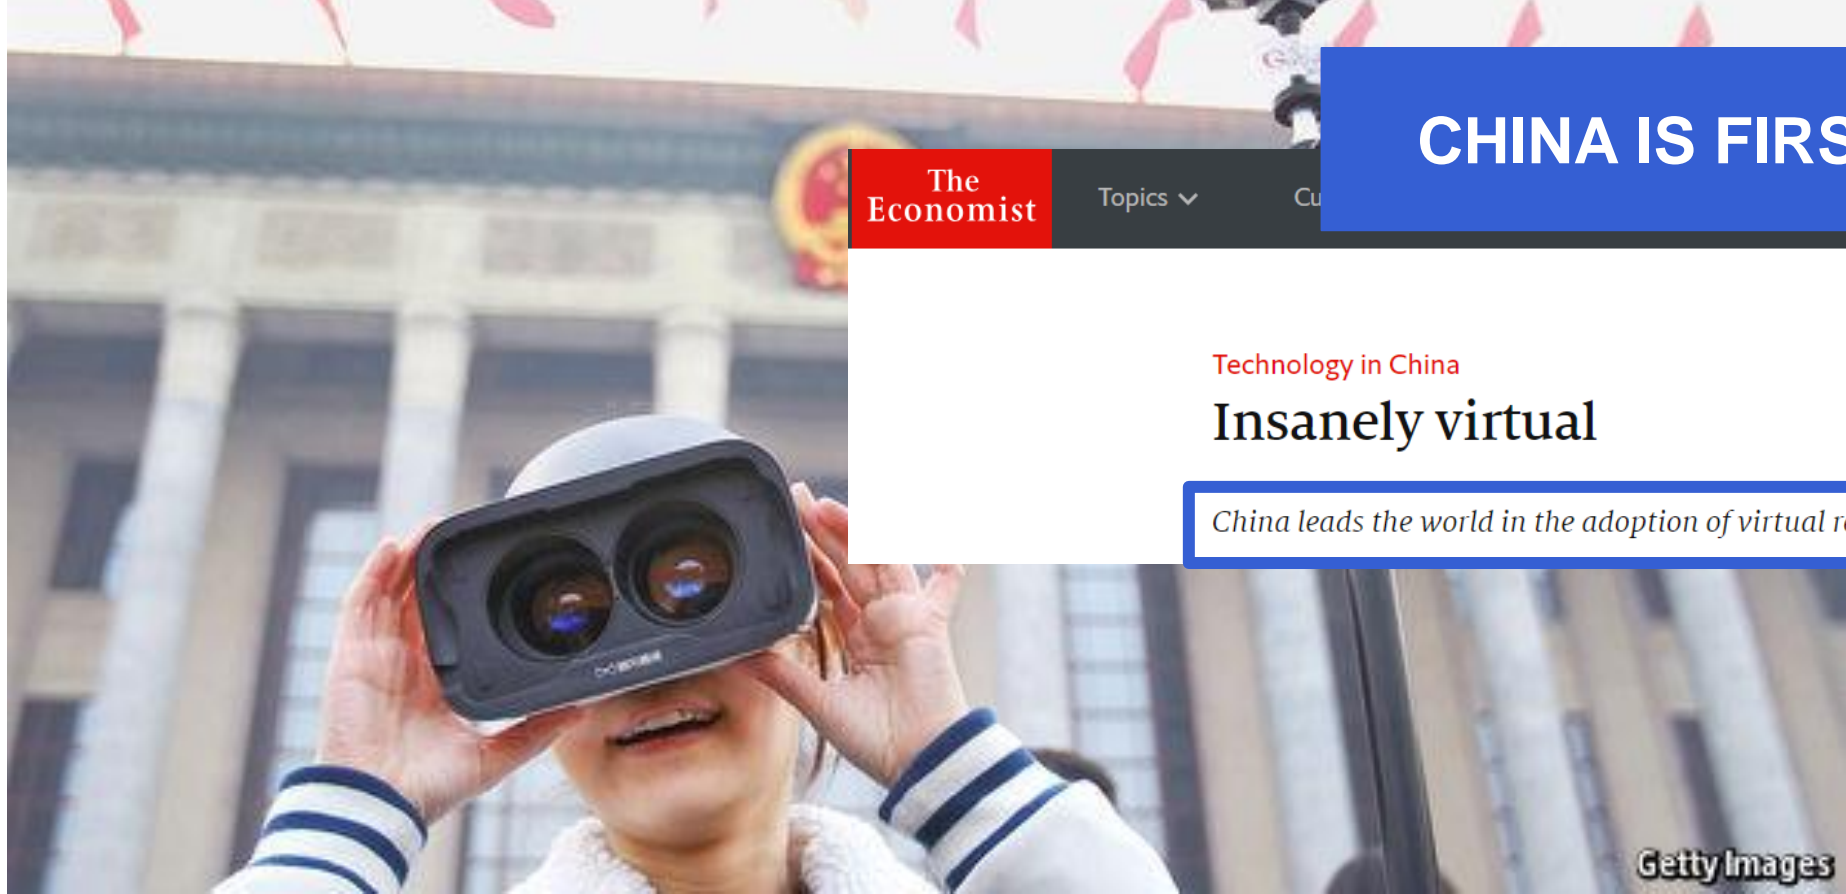 CHINA IS FIRS
The
Economist
Topics
Cu
Technology in China
Insanely virtual
China leads the world in the adoption of virtual r
Getty Images